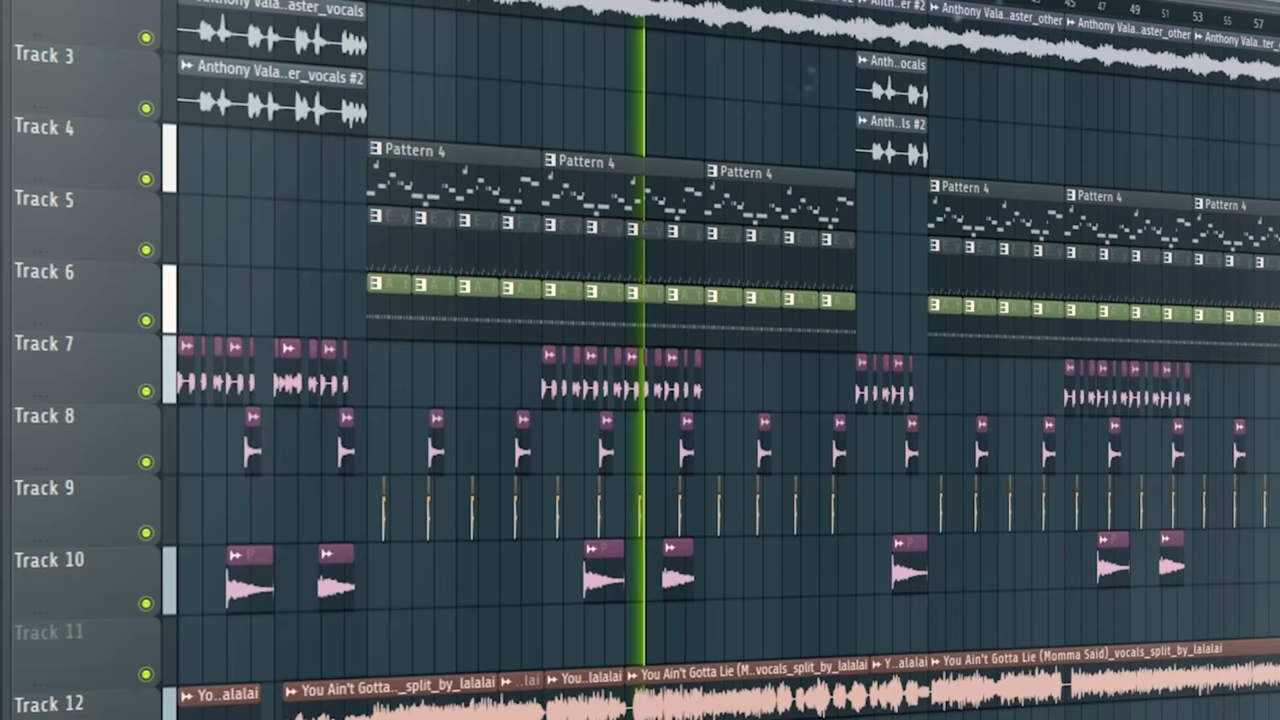 Anthony Vala..aster_vocals
Anth..er #2
Anthony Vala..aster_other
Anthony Vala..aster_other
Anthony Vala..ter_
45
47
49
51
53
55
57
Track 3
Anthony Vala..er_vocals #2
Anth..ocals
Anth..ls #2
Track 4
Pattern 4
Pattern 4
Pattern 4
Pattern 4
Pattern 4
Pattern 4
Track 5
Track 6
Track 7
Track 8
Track 9
Track 10
Track 11
Track 12
Yo..alalai
You Ain't Gotta.._split_by_lalalai
..lai
You..lalalai
You Ain't Gotta Lie (M..vocals_split_by_lalalai
Y..alalai
You Ain't Gotta Lie (Momma Said)_vocals_split_by_lalalai